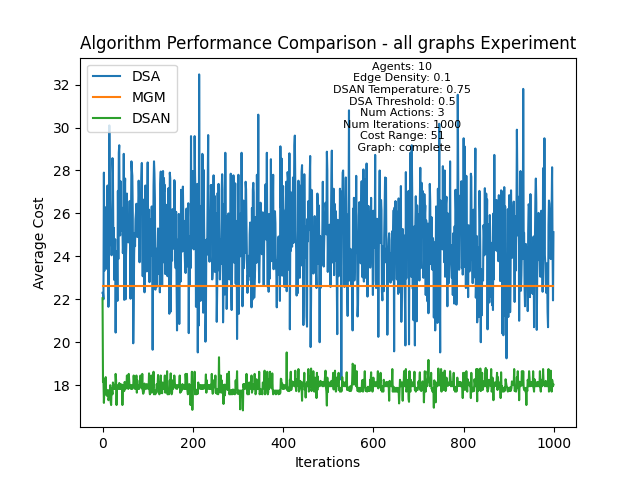 Algorithm Performance Comparison - all graphs Experiment
DSA
MGM
DSAN
Agents: 10
Edge Density: 0.1
DSAN Temperature: 0.75
DSA Threshold: 0.5
Num Actions: 3
Num Iterations: 1000
Cost Range: 51
Graph: complete
Average Cost
32
30
28
26
24
22
20
18
0
200
400
600
800
1000
Iterations